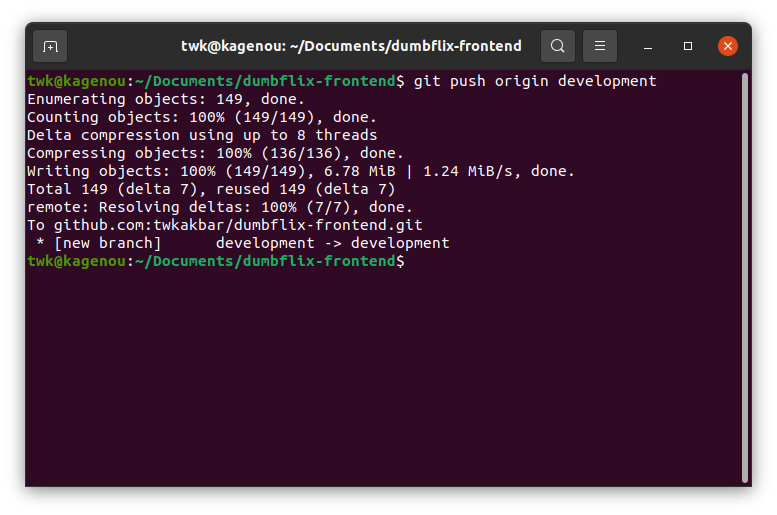 twk@kagenou: ~/Documents/dumbflix-frontend
twk@kagenou:~/Documents/dumbflix-frontend$ git push origin development
Enumerating objects: 149, done.
Counting objects: 100% (149/149), done.
Delta compression using up to 8 threads
Compressing objects: 100% (136/136), done.
Writing objects: 100% (149/149), 6.78 MiB | 1.24 MiB/s, done.
Total 149 (delta 7), reused 149 (delta 7)
remote: Resolving deltas: 100% (7/7), done.
To github.com:twkakbar/dumbflix-frontend.git
 * [new branch]      development -> development
twk@kagenou:~/Documents/dumbflix-frontend$